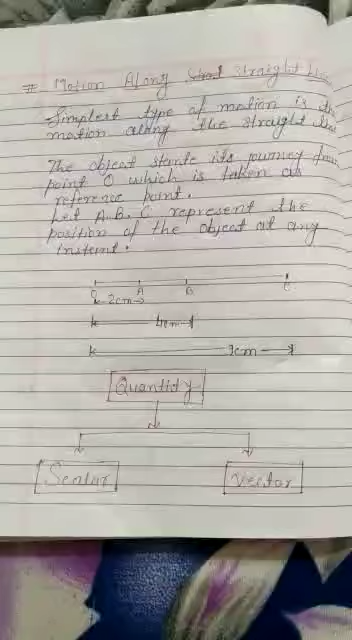 # Motion Along Straight line
Simplest type of motion is the
motion along the straight line
The object starts its journey from
point O which is taken as
reference point.
Let A.B.C represent the
position of the object at any
instant.
O A B C
2cm
4cm
cm
Quantity
Scalar Vector